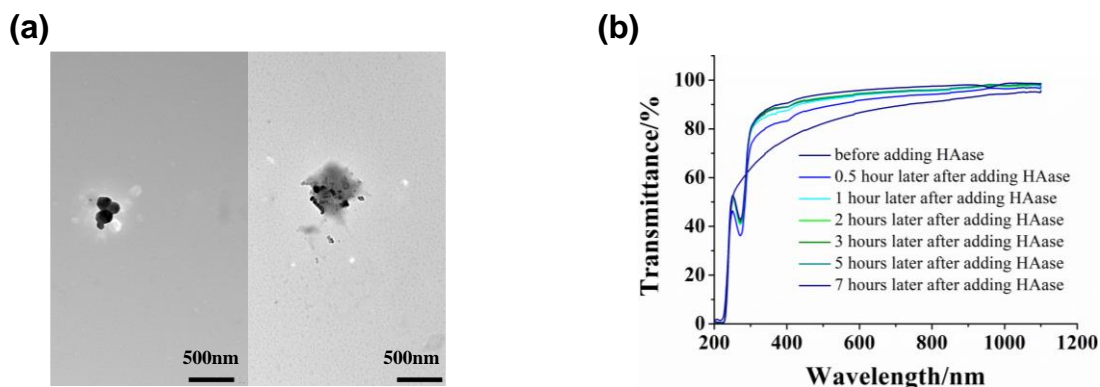 (a)
500nm
500nm
(b)
Transmittance/%
100
80
60
40
20
0
before adding HAase
0.5 hour later after adding HAase
1 hour later after adding HAase
2 hours later after adding HAase
3 hours later after adding HAase
5 hours later after adding HAase
7 hours later after adding HAase
200 400 600 800 1000 1200
Wavelength/nm